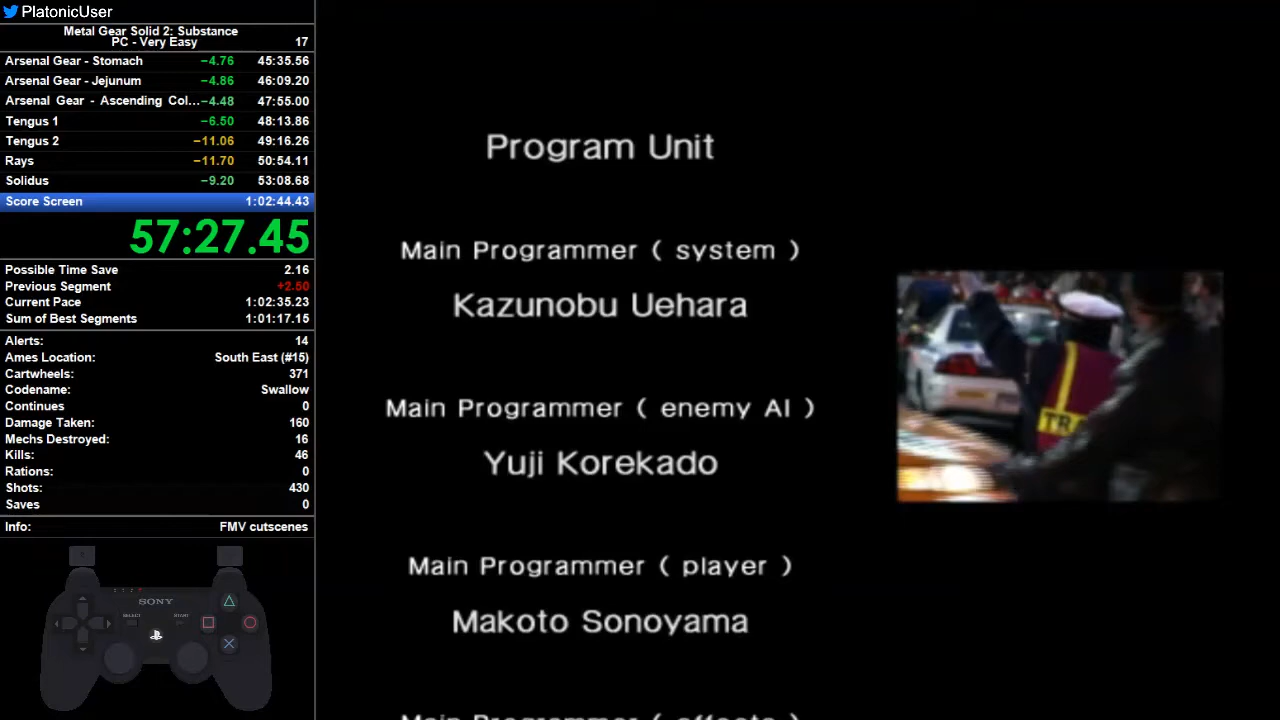 PlatonicUser
Metal Gear Solid 2: Substance
PC - Very Easy 17
Arsenal Gear - Stomach −4.76 45:35.56
Arsenal Gear - Jejunum −4.86 46:09.20
Arsenal Gear - Ascending Col... −4.48 47:55.00
Tengus 1 −6.50 48:13.86
Tengus 2 −11.06 49:16.26
Rays −11.70 50:54.11
Solidus −9.20 53:08.68
Score Screen 1:02:44.43
57:27.45
Possible Time Save 2.16
Previous Segment +2.50
Current Pace 1:02:35.23
Sum of Best Segments 1:01:17.15
Alerts: 14
Ames Location: South East (#15)
Cartwheels: 371
Codename: Swallow
Continues 0
Damage Taken: 160
Mechs Destroyed: 16
Kills: 46
Rations: 0
Shots: 430
Saves 0
Info: FMV cutscenes
SONY
SELECT START
Program Unit
Main Programmer ( system )
Kazunobu Uehara
Main Programmer ( enemy AI )
Yuji Korekado
Main Programmer ( player )
Makoto Sonoyama
Main Programmer ( effects )
TRA